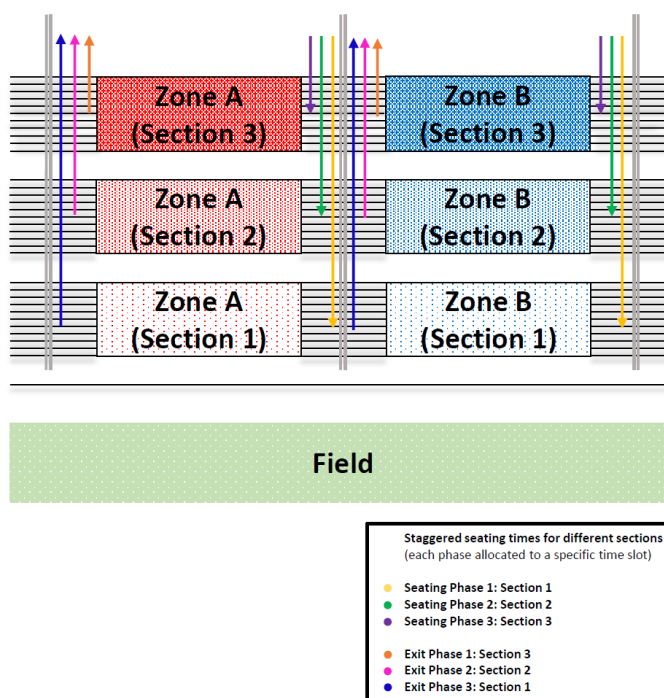 Zone A
(Section 3)
Zone B
(Section 3)
Zone A
(Section 2)
Zone B
(Section 2)
Zone A
(Section 1)
Zone B
(Section 1)
Field
Staggered seating times for different sections
(each phase allocated to a specific time slot)
Seating Phase 1: Section 1
Seating Phase 2: Section 2
Seating Phase 3: Section 3
Exit Phase 1: Section 3
Exit Phase 2: Section 2
Exit Phase 3: Section 1